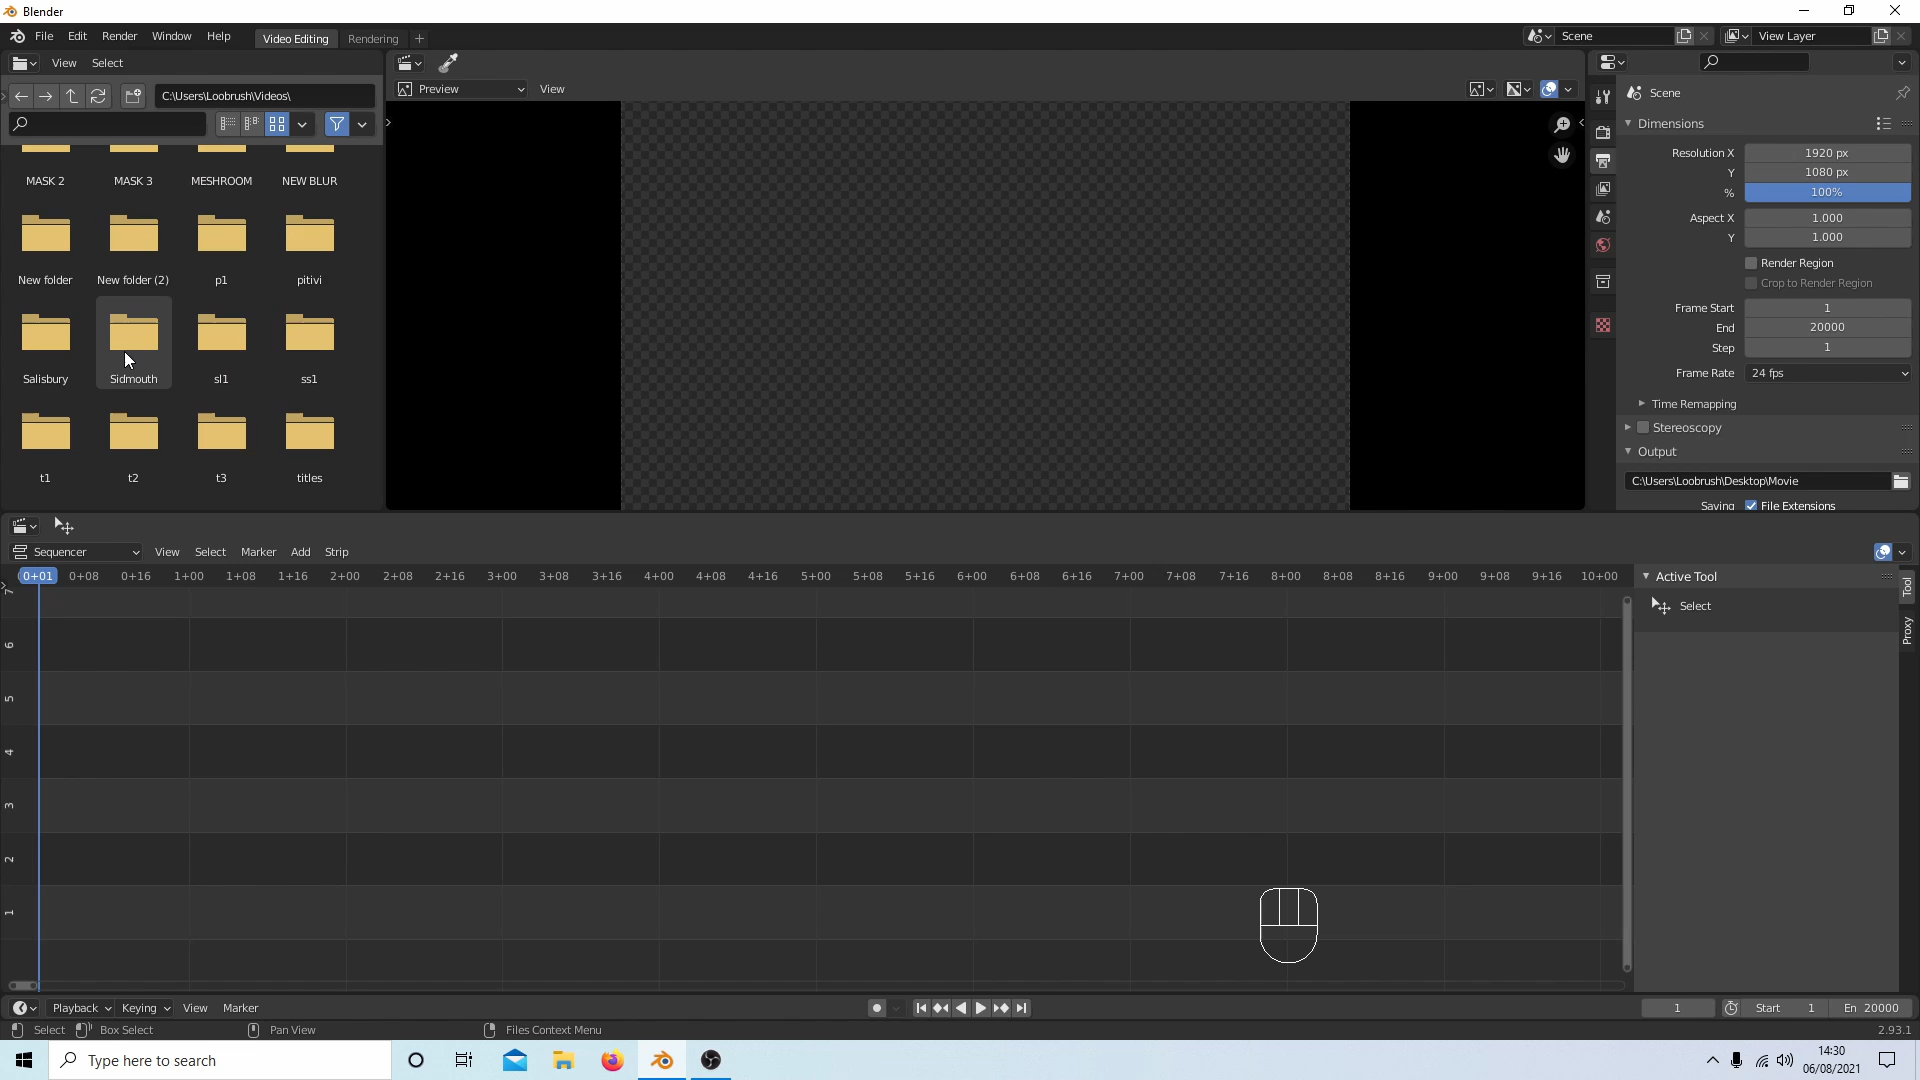 Blender
File Edit Render Window Help Video Editing Rendering + Scene View Layer
View Select
C:\Users\Loobrush\Videos\
Preview View
MASK 2 MASK 3 MESHROOM NEW BLUR
New folder New folder (2) p1 pitivi
Salisbury Sidmouth sl1 ss1
t1 t2 t3 titles
Scene
Dimensions
Resolution X 1920 px
Y 1080 px
% 100%
Aspect X 1.000
Y 1.000
Render Region
Crop to Render Region
Frame Start 1
End 20000
Step 1
Frame Rate 24 fps
Time Remapping
Stereoscopy
Output
C:\Users\Loobrush\Desktop\Movie
Saving File Extensions
Sequencer View Select Marker Add Strip
0+01 0+08 0+16 1+00 1+08 1+16 2+00 2+08 2+16 3+00 3+08 3+16 4+00 4+08 4+16 5+00 5+08 5+16 6+00 6+08 6+16 7+00 7+08 7+16 8+00 8+08 8+16 9+00 9+08 9+16 10+00
7
6
5
4
3
2
1
Active Tool
Select
Tool
Proxy
Playback Keying View Marker 1 Start 1 En 20000
Select Box Select Pan View Files Context Menu 2.93.1
Type here to search
14:30
06/08/2021